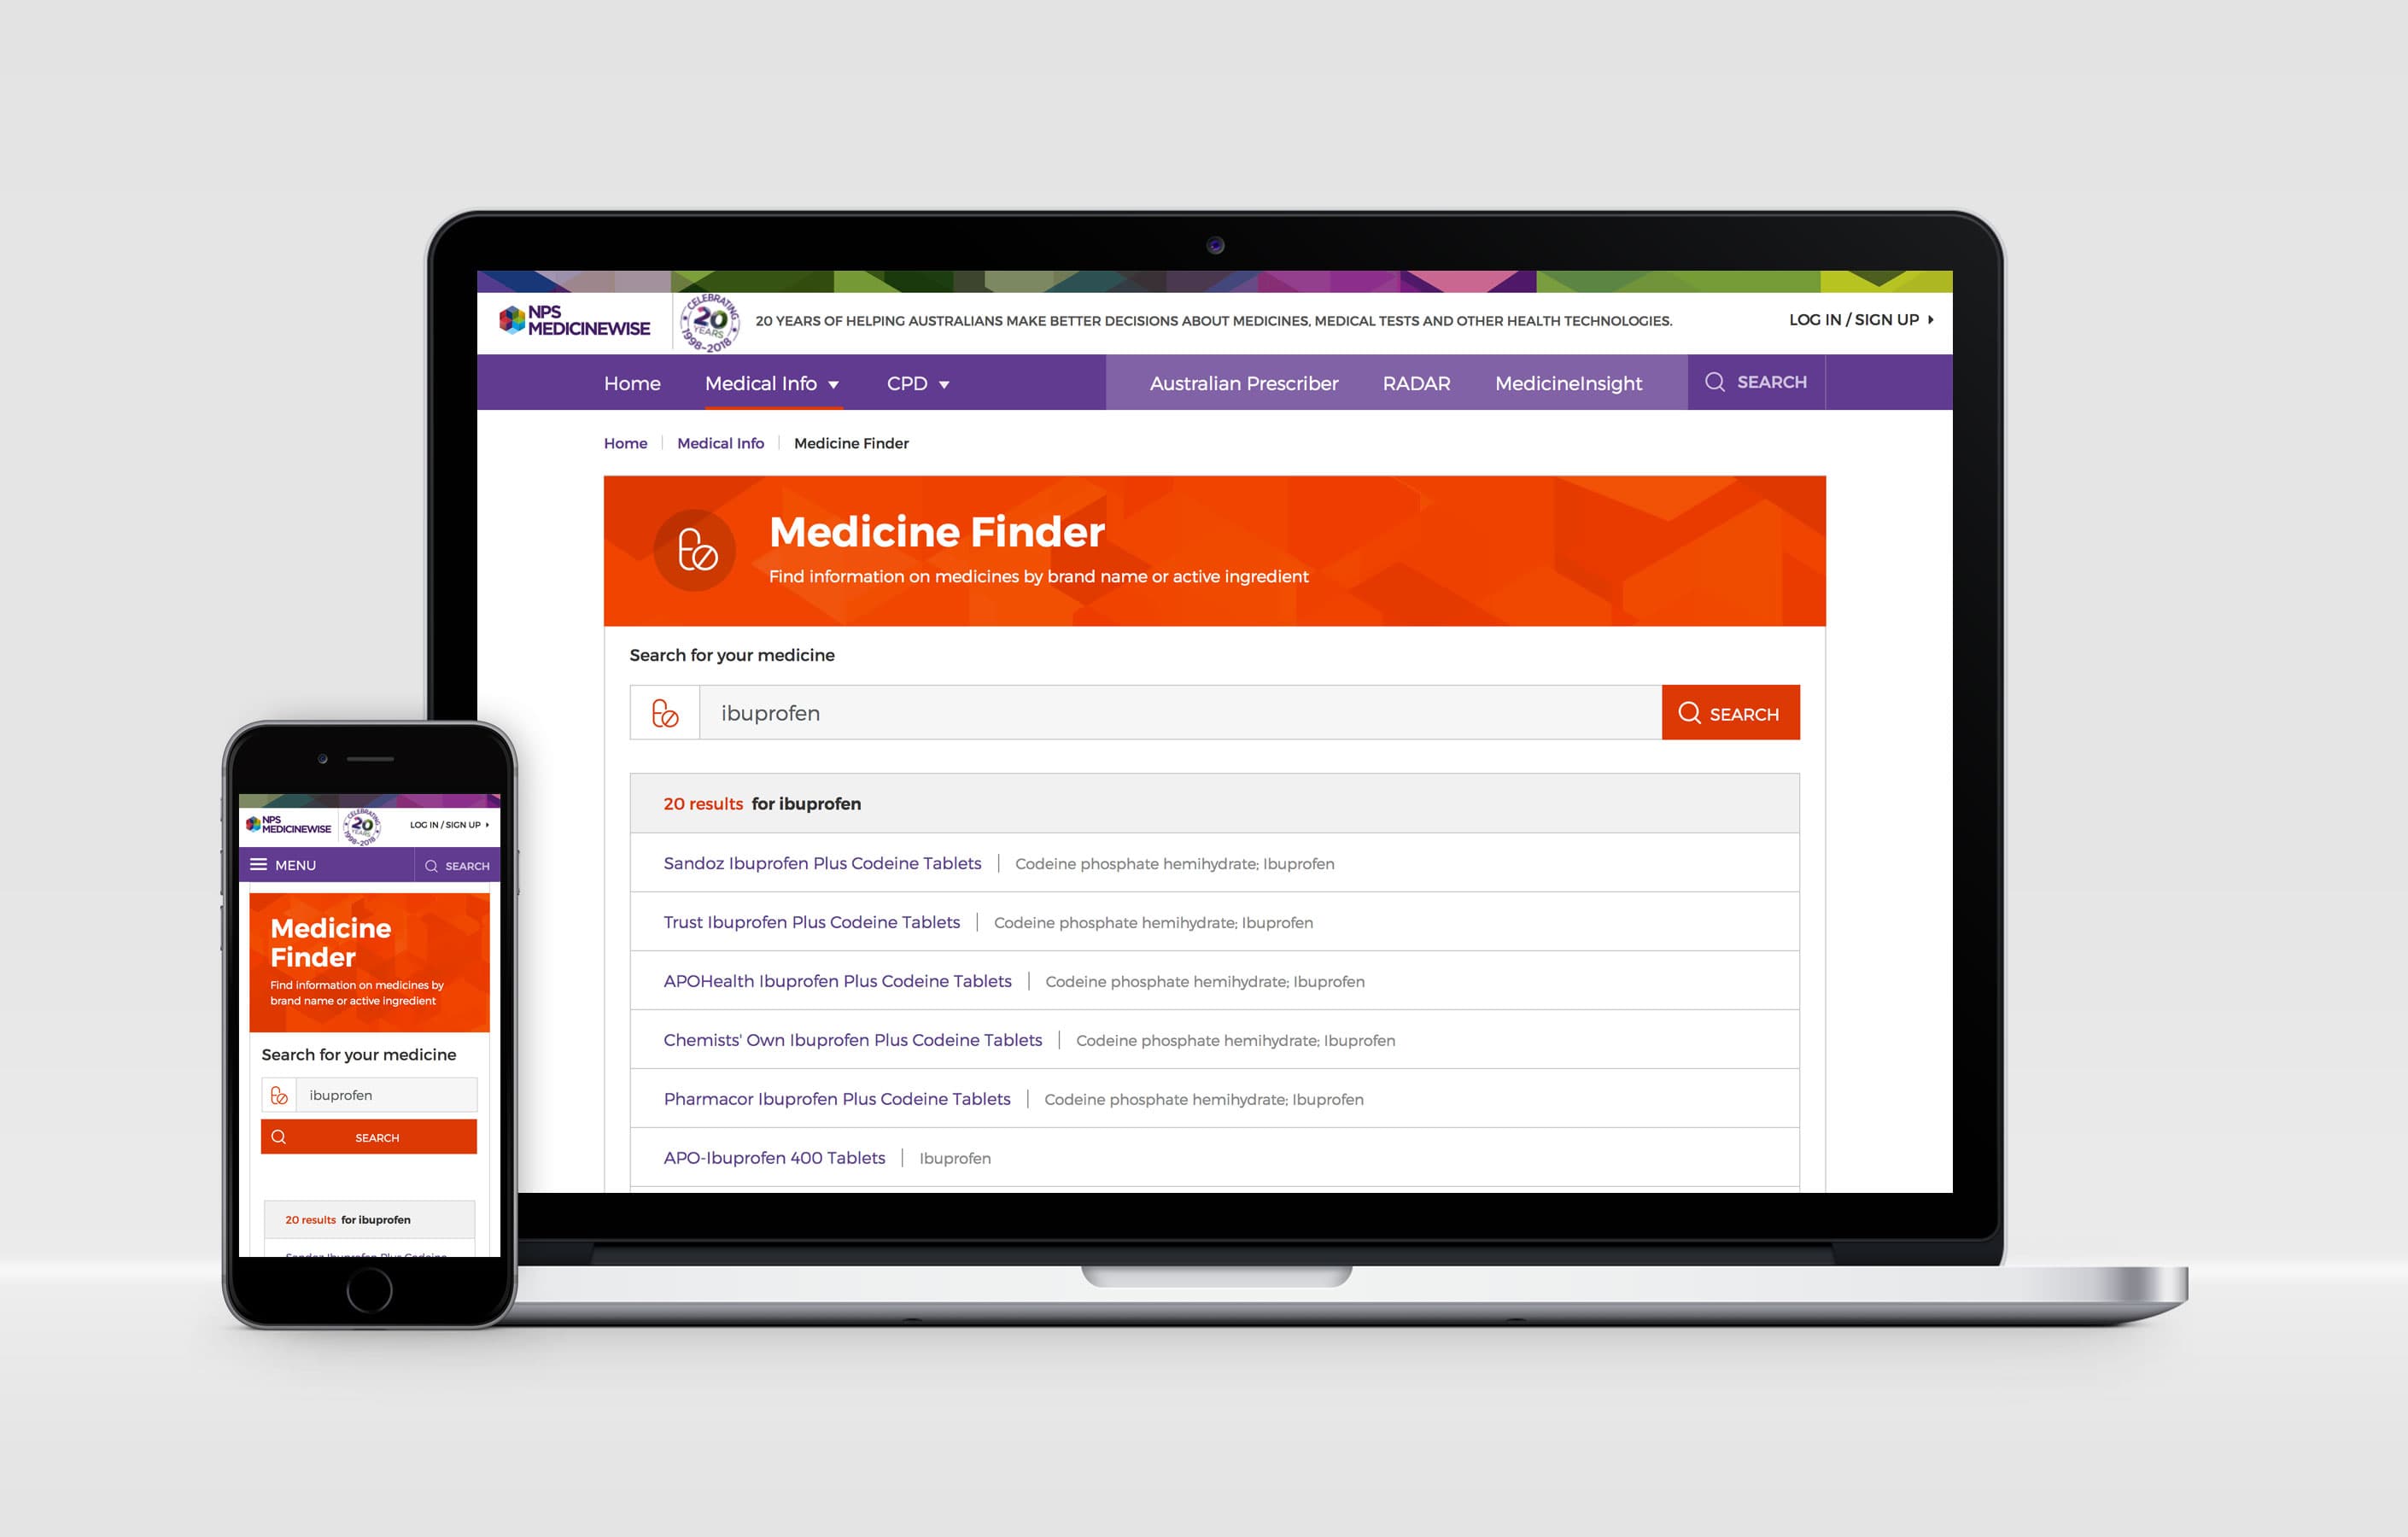 NPS
MEDICINEWISE
CELEBRATING
20
YEARS
1998-2018
20 YEARS OF HELPING AUSTRALIANS MAKE BETTER DECISIONS ABOUT MEDICINES, MEDICAL TESTS AND OTHER HEALTH TECHNOLOGIES.
LOG IN / SIGN UP
Home
Medical Info
CPD
Australian Prescriber
RADAR
MedicineInsight
SEARCH
Home
Medical Info
Medicine Finder
Medicine Finder
Find information on medicines by brand name or active ingredient
Search for your medicine
ibuprofen
SEARCH
20 results for ibuprofen
Sandoz Ibuprofen Plus Codeine Tablets | Codeine phosphate hemihydrate; Ibuprofen
Trust Ibuprofen Plus Codeine Tablets | Codeine phosphate hemihydrate; Ibuprofen
APOHealth Ibuprofen Plus Codeine Tablets | Codeine phosphate hemihydrate; Ibuprofen
Chemists' Own Ibuprofen Plus Codeine Tablets | Codeine phosphate hemihydrate; Ibuprofen
Pharmacor Ibuprofen Plus Codeine Tablets | Codeine phosphate hemihydrate; Ibuprofen
APO-Ibuprofen 400 Tablets | Ibuprofen
NPS
MEDICINEWISE
CELEBRATING
20
YEARS
1998-2018
LOG IN / SIGN UP
MENU
SEARCH
Medicine
Finder
Find information on medicines by
brand name or active ingredient
Search for your medicine
ibuprofen
SEARCH
20 results for ibuprofen
Sandoz Ibuprofen Plus Codeine